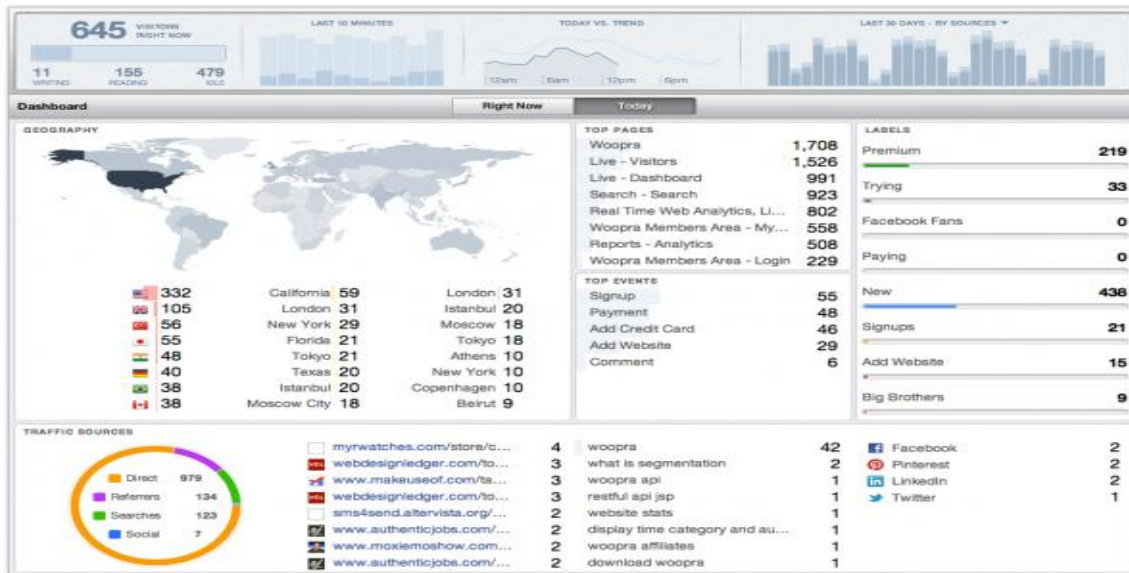 645 VISITORS RIGHT NOW
11 155 479
WRITING READING IDLE
LAST 10 MINUTES
TODAY VS. TREND
12am 6am 12pm 6pm
LAST 30 DAYS - BY SOURCES
Dashboard
Right Now Today
GEOGRAPHY
332 California 59 London 31
105 London 31 Istanbul 20
56 New York 29 Moscow 18
55 Florida 21 Tokyo 18
48 Tokyo 21 Athens 10
40 Texas 20 New York 10
38 Istanbul 20 Copenhagen 10
38 Moscow City 18 Beirut 9
TOP PAGES
Woopra 1,708
Live - Visitors 1,526
Live - Dashboard 991
Search - Search 923
Real Time Web Analytics, Li... 802
Woopra Members Area - My... 558
Reports - Analytics 508
Woopra Members Area - Login 229
TOP EVENTS
Signup 55
Payment 48
Add Credit Card 46
Add Website 29
Comment 6
LABELS
Premium 219
Trying 33
Facebook Fans 0
Paying 0
New 438
Signups 21
Add Website 15
Big Brothers 9
TRAFFIC SOURCES
Direct 979
Referrers 134
Searches 123
Social 7
myrwatches.com/store/c... 4
webdesignledger.com/to... 3
www.makeuseof.com/ta... 3
webdesignledger.com/to... 3
sms4send.altervista.org/... 2
www.authenticjobs.com/... 2
www.moxiemoshow.com... 2
www.authenticjobs.com/... 2
woopra 42
what is segmentation 2
woopra api 1
restful api jsp 1
website stats 1
display time category and au... 1
woopra affiliates 1
download woopra 1
Facebook 2
Pinterest 2
LinkedIn 2
Twitter 1